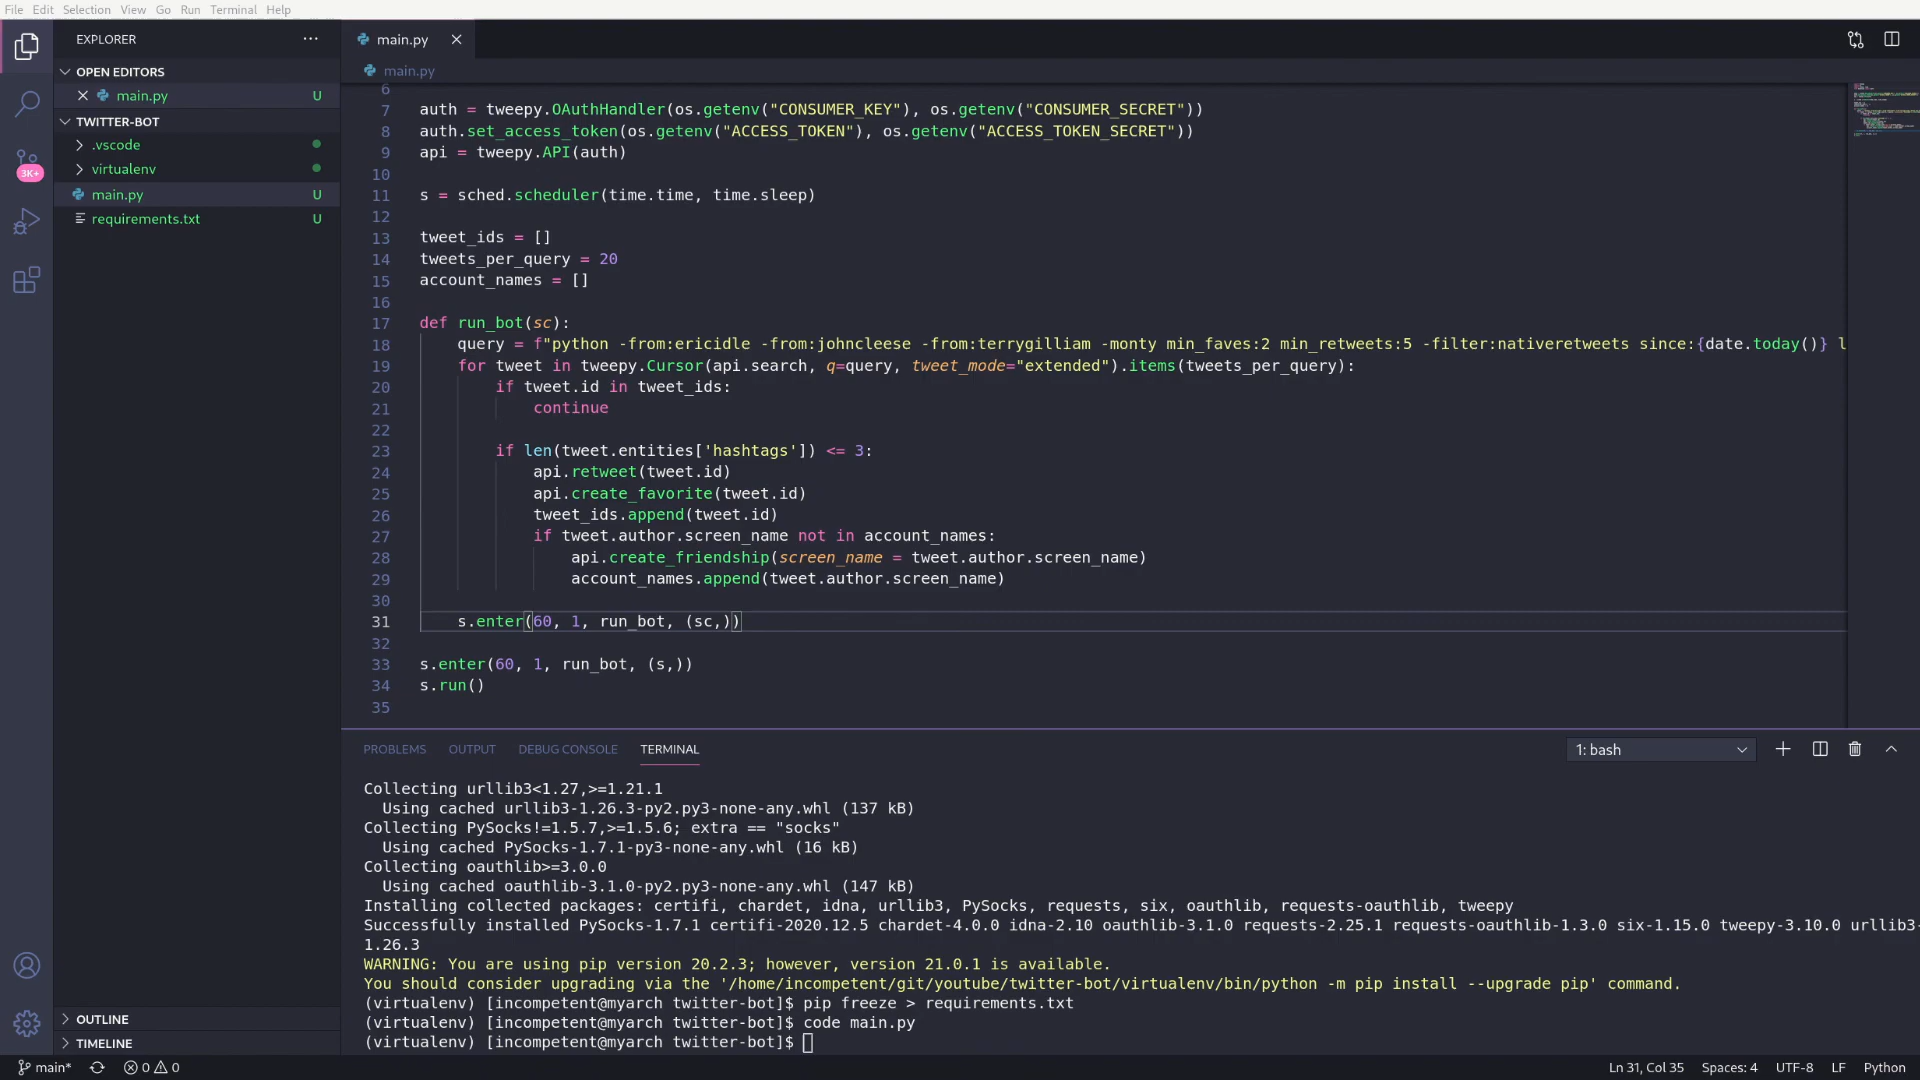 File Edit Selection View Go Run Terminal Help
EXPLORER
OPEN EDITORS
main.py U
TWITTER-BOT
.vscode
virtualenv
main.py U
requirements.txt U
OUTLINE
TIMELINE
3K+
main.py
main.py
6
7 auth = tweepy.OAuthHandler(os.getenv("CONSUMER_KEY"), os.getenv("CONSUMER_SECRET"))
8 auth.set_access_token(os.getenv("ACCESS_TOKEN"), os.getenv("ACCESS_TOKEN_SECRET"))
9 api = tweepy.API(auth)
10
11 s = sched.scheduler(time.time, time.sleep)
12
13 tweet_ids = []
14 tweets_per_query = 20
15 account_names = []
16
17 def run_bot(sc):
18 query = f"python -from:ericidle -from:johncleese -from:terrygilliam -monty min_faves:2 min_retweets:5 -filter:nativeretweets since:{date.today()} l
19 for tweet in tweepy.Cursor(api.search, q=query, tweet_mode="extended").items(tweets_per_query):
20 if tweet.id in tweet_ids:
21 continue
22
23 if len(tweet.entities['hashtags']) <= 3:
24 api.retweet(tweet.id)
25 api.create_favorite(tweet.id)
26 tweet_ids.append(tweet.id)
27 if tweet.author.screen_name not in account_names:
28 api.create_friendship(screen_name = tweet.author.screen_name)
29 account_names.append(tweet.author.screen_name)
30
31 s.enter(60, 1, run_bot, (sc,))
32
33 s.enter(60, 1, run_bot, (s,))
34 s.run()
35
PROBLEMS OUTPUT DEBUG CONSOLE TERMINAL 1: bash
Collecting urllib3<1.27,>=1.21.1
Using cached urllib3-1.26.3-py2.py3-none-any.whl (137 kB)
Collecting PySocks!=1.5.7,>=1.5.6; extra == "socks"
Using cached PySocks-1.7.1-py3-none-any.whl (16 kB)
Collecting oauthlib>=3.0.0
Using cached oauthlib-3.1.0-py2.py3-none-any.whl (147 kB)
Installing collected packages: certifi, chardet, idna, urllib3, PySocks, requests, six, oauthlib, requests-oauthlib, tweepy
Successfully installed PySocks-1.7.1 certifi-2020.12.5 chardet-4.0.0 idna-2.10 oauthlib-3.1.0 requests-2.25.1 requests-oauthlib-1.3.0 six-1.15.0 tweepy-3.10.0 urllib3-
1.26.3
WARNING: You are using pip version 20.2.3; however, version 21.0.1 is available.
You should consider upgrading via the '/home/incompetent/git/youtube/twitter-bot/virtualenv/bin/python -m pip install --upgrade pip' command.
(virtualenv) [incompetent@myarch twitter-bot]$ pip freeze > requirements.txt
(virtualenv) [incompetent@myarch twitter-bot]$ code main.py
(virtualenv) [incompetent@myarch twitter-bot]$
main* 0 0 Ln 31, Col 35 Spaces: 4 UTF-8 LF Python